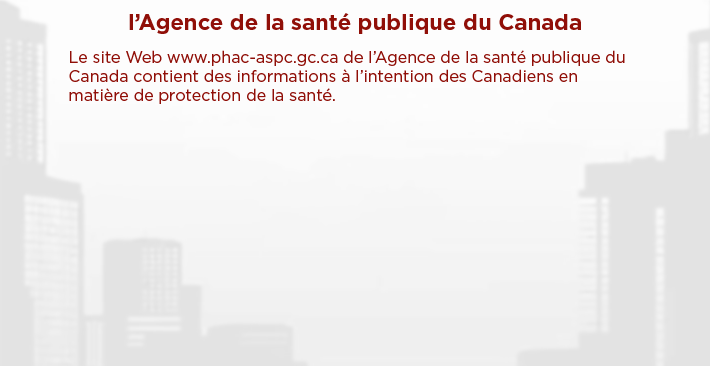 l’Agence de la santé publique du Canada
Le site Web www.phac-aspc.gc.ca de l’Agence de la santé publique du
Canada contient des informations à l’intention des Canadiens en
matière de protection de la santé.